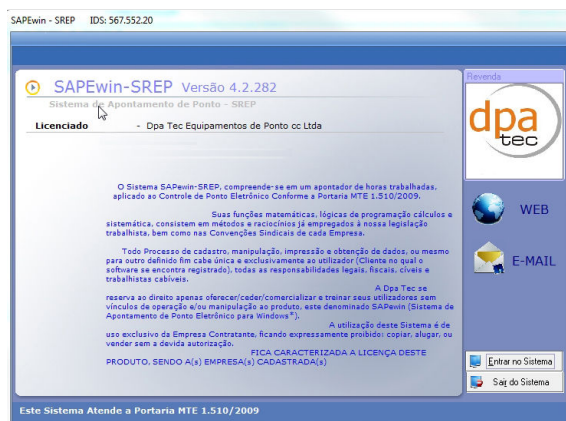 SAPEwin - SREP IDS: 567.552.20
SAPEwin-SREP Versão 4.2.282
Sistema de Apontamento de Ponto - SREP
Licenciado - Dpa Tec Equipamentos de Ponto cc Ltda
O Sistema SAPewin-SREP, compreende-se em um apontador de horas trabalhadas,
aplicado ao Controle de Ponto Eletrônico Conforme a Portaria MTE 1.510/2009.
Suas funções matemáticas, lógicas de programação cálculos e
sistemática, consistem em métodos e raciocínios já empregados à nossa legislação
trabalhista, bem como nas Convenções Sindicais de cada Empresa.
Todo Processo de cadastro, manipulação, impressão e obtenção de dados, ou mesmo
para outro definido fim cabe única e exclusivamente ao utilizador (Cliente no qual o
software se encontra registrado), todas as responsabilidades legais, fiscais, cíveis e
trabalhistas cabíveis.
A Dpa Tec se
reserva ao direito apenas oferecer/ceder/comercializar e treinar seus utilizadores sem
vínculos de operação e/ou manipulação ao produto, este denominado SAPewin (Sistema de
Apontamento de Ponto Eletrônico para Windows®).
A utilização deste Sistema é de
uso exclusivo da Empresa Contratante, ficando expressamente proibido: copiar, alugar, ou
vender sem a devida autorização.
FICA CARACTERIZADA A LICENÇA DESTE
PRODUTO, SENDO A(s) EMPRESA(s) CADASTRADA(s)
Revenda
dpa
tec
WEB
E-MAIL
Entrar no Sistema
Sair do Sistema
Este Sistema Atende a Portaria MTE 1.510/2009